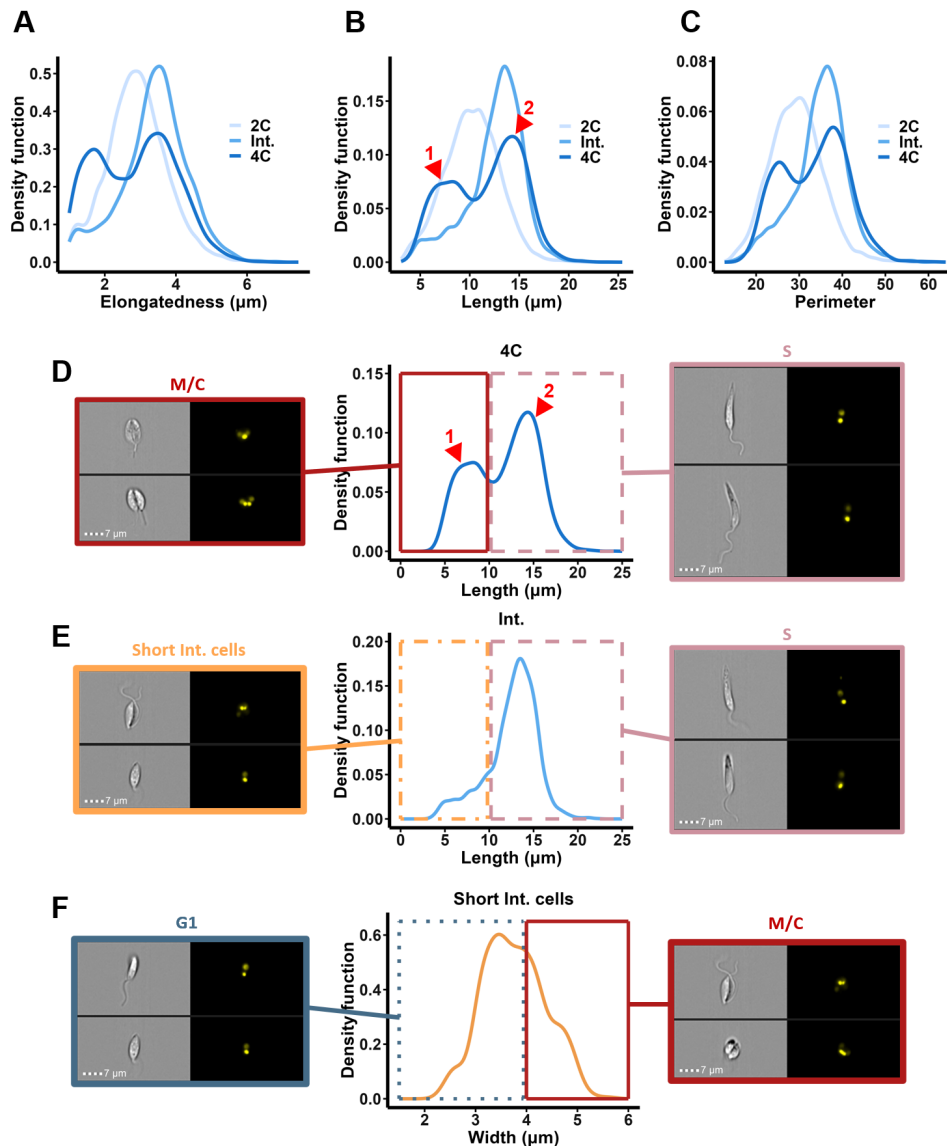 A
B
C
Density function
0.5
0.4
0.3
0.2
0.1
0.0
2
4
6
Elongatedness (µm)
2C
Int.
4C
Density function
0.15
0.10
0.05
0.00
5
10
15
20
25
Length (µm)
1
2
2C
Int.
4C
Density function
0.08
0.06
0.04
0.02
0.00
20
30
40
50
60
Perimeter
2C
Int.
4C
D
M/C
7 µm
4C
Density function
0.15
0.10
0.05
0.00
0
5
10
15
20
25
Length (µm)
1
2
S
7 µm
E
Short Int. cells
7 µm
Int.
Density function
0.20
0.15
0.10
0.05
0.00
0
5
10
15
20
25
Length (µm)
S
7 µm
F
G1
7 µm
Short Int. cells
Density function
0.6
0.4
0.2
0.0
2
3
4
5
6
Width (µm)
M/C
7 µm